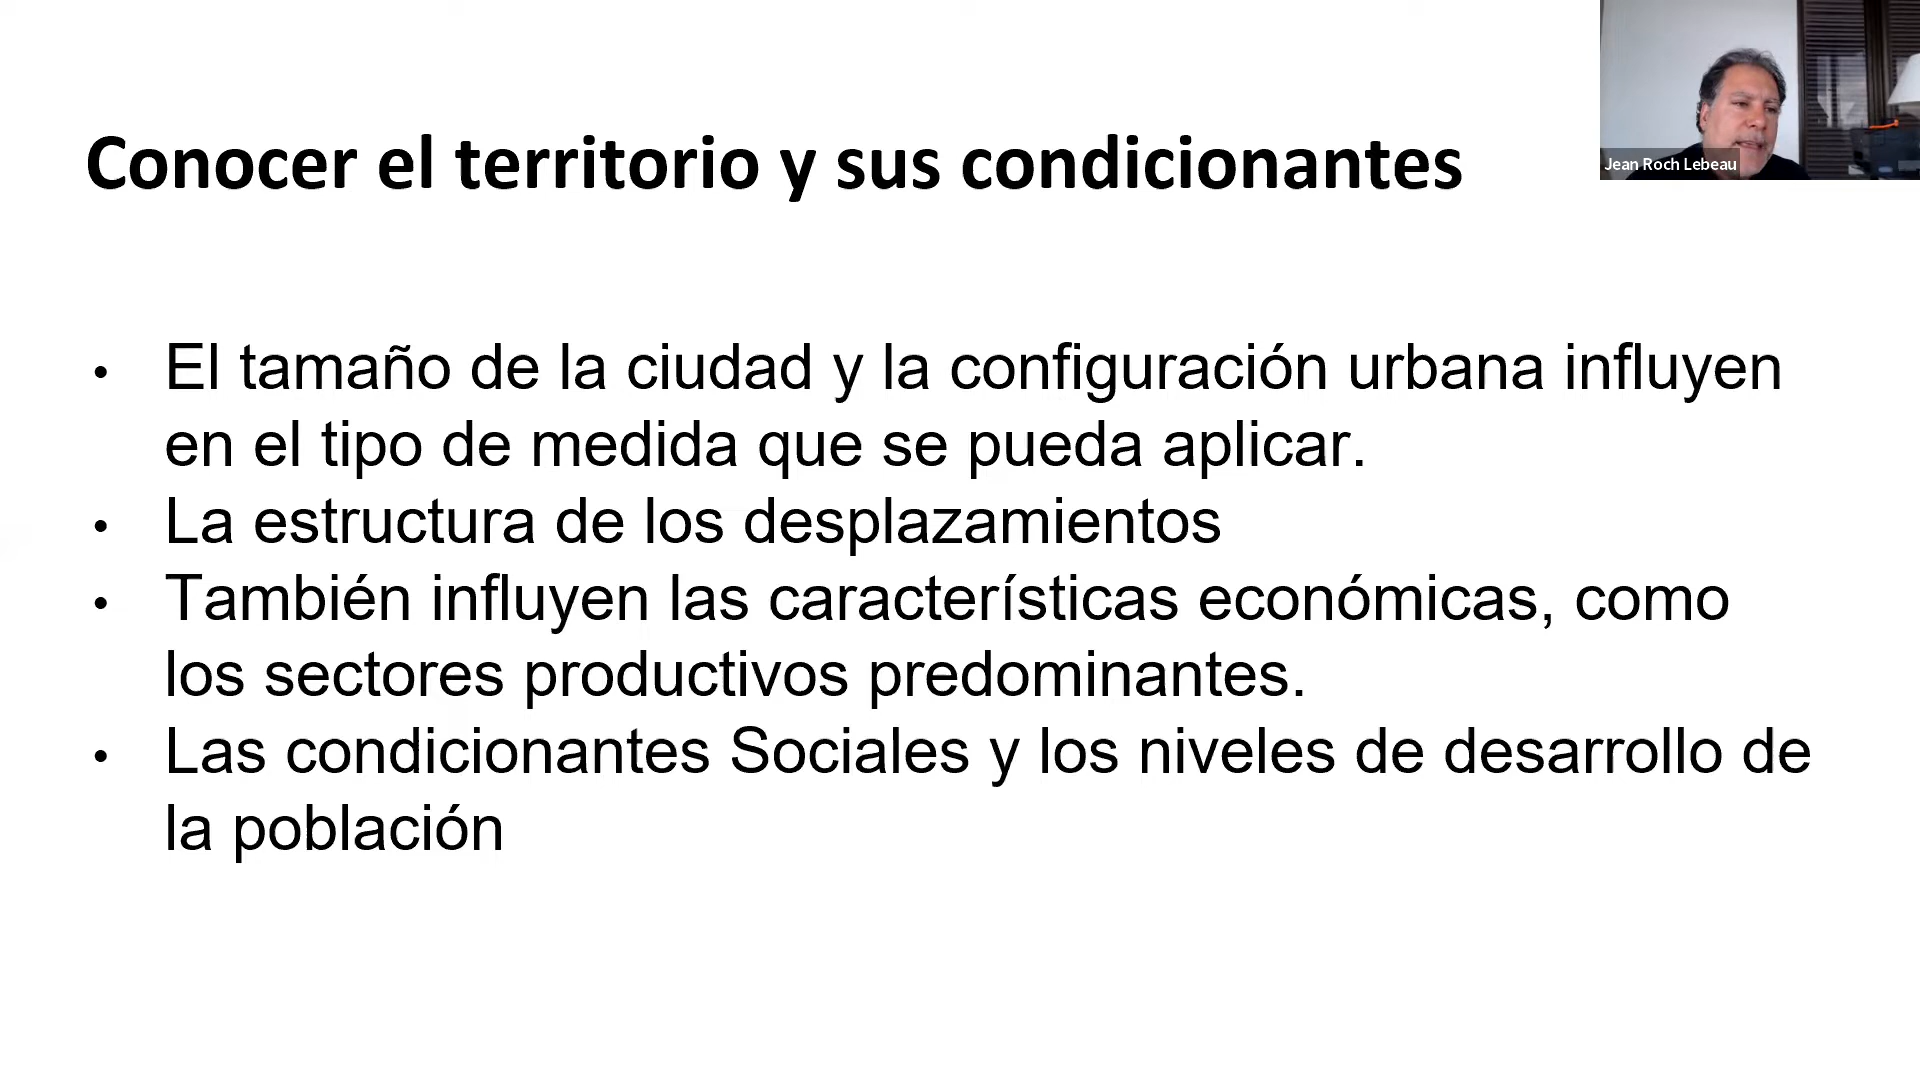 Jean Roch Lebeau
Conocer el territorio y sus condicionantes
• El tamaño de la ciudad y la configuración urbana influyen
en el tipo de medida que se pueda aplicar.
• La estructura de los desplazamientos
• También influyen las características económicas, como
los sectores productivos predominantes.
• Las condicionantes Sociales y los niveles de desarrollo de
la población